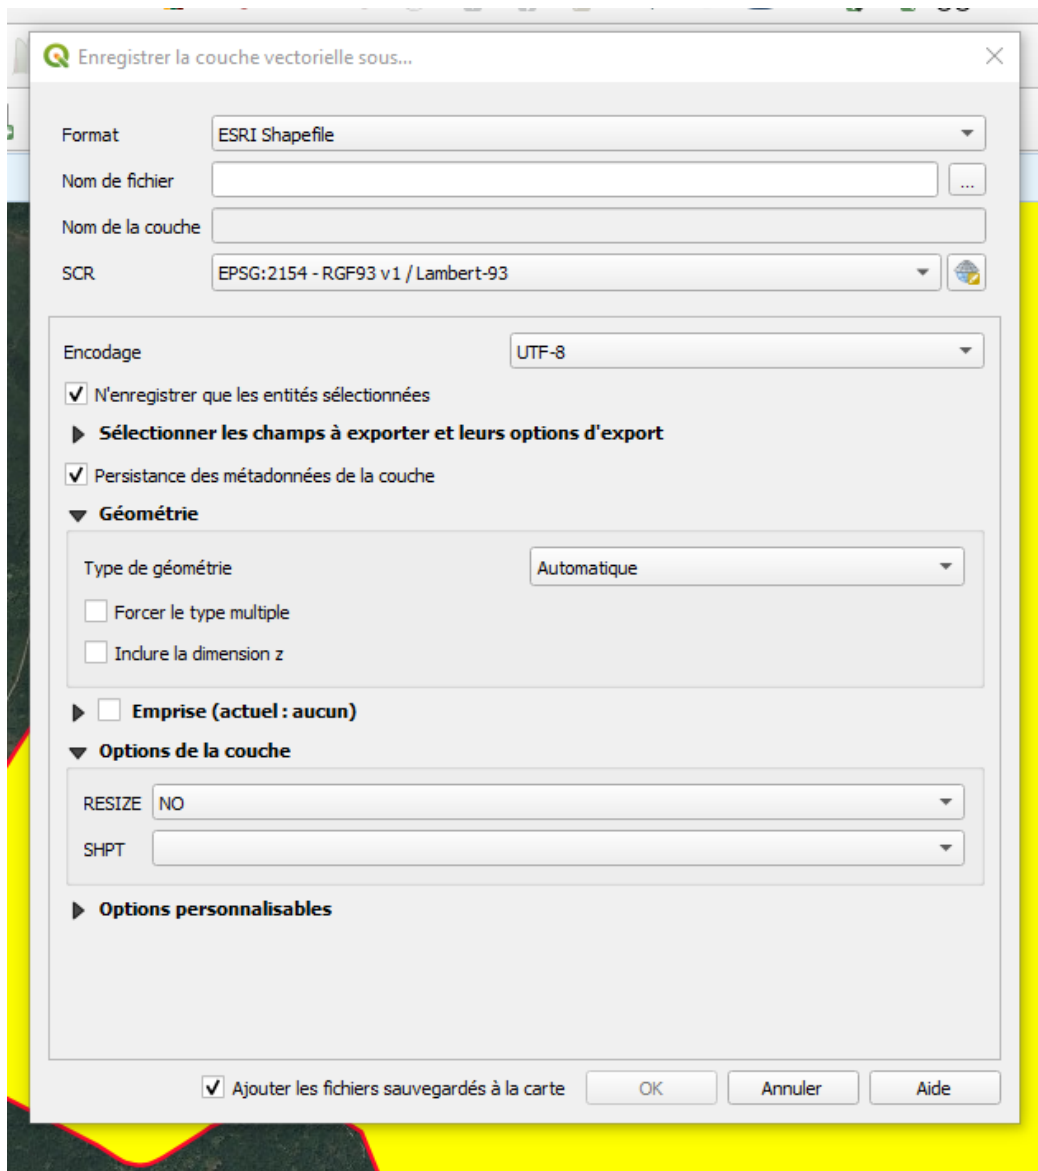 Enregistrer la couche vectorielle sous...
Format ESRI Shapefile
Nom de fichier ...
Nom de la couche
SCR EPSG:2154 - RGF93 v1 / Lambert-93
Encodage UTF-8
N'enregistrer que les entités sélectionnées
Sélectionner les champs à exporter et leurs options d'export
Persistance des métadonnées de la couche
Géométrie
Type de géométrie Automatique
Forcer le type multiple
Inclure la dimension z
Emprise (actuel : aucun)
Options de la couche
RESIZE NO
SHPT
Options personnalisables
Ajouter les fichiers sauvegardés à la carte OK Annuler Aide